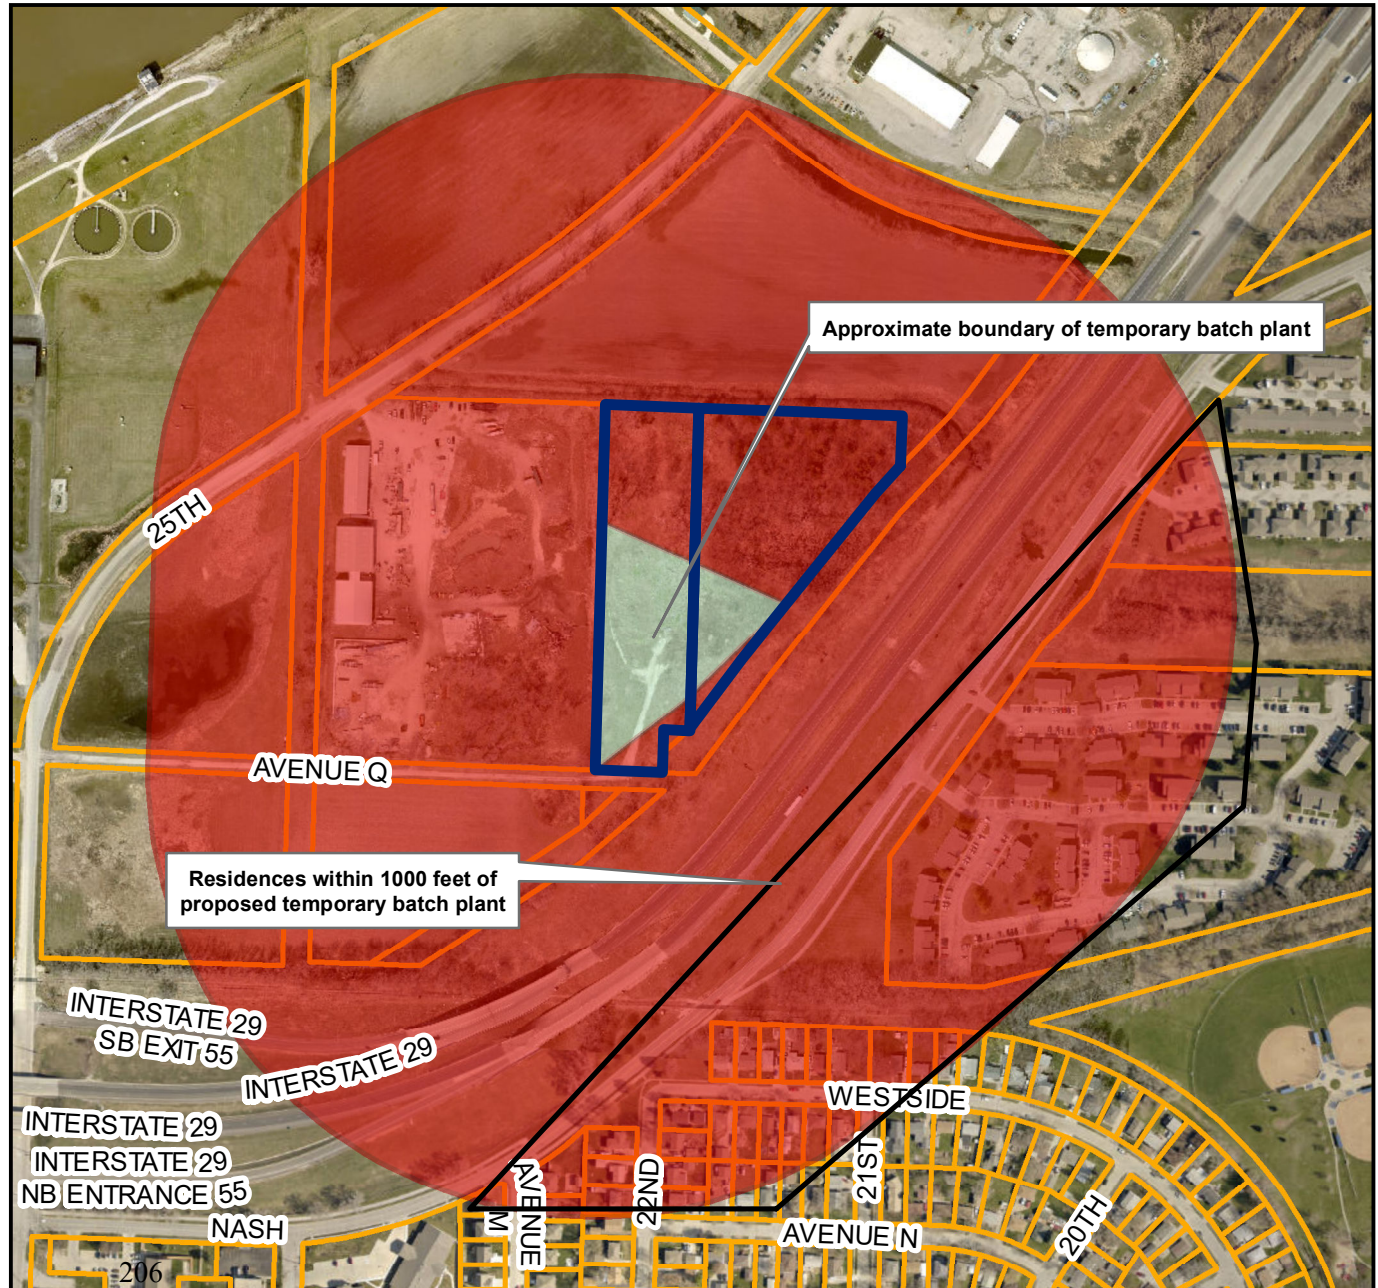 Approximate boundary of temporary batch plant
25TH
AVENUE Q
Residences within 1000 feet of
proposed temporary batch plant
INTERSTATE 29
SB EXIT 55
INTERSTATE 29
INTERSTATE 29
INTERSTATE 29
NB ENTRANCE 55
NASH
WESTSIDE
AVENUE
M
22ND
21ST
20TH
AVENUE N
206